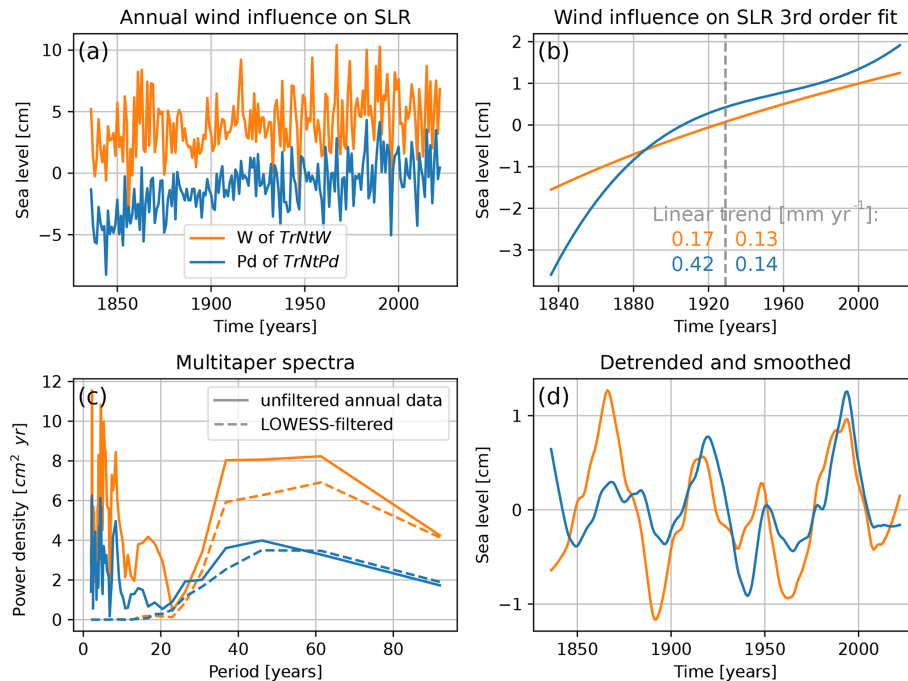 Annual wind influence on SLR
(a)
10
5
0
−5
Sea level [cm]
W of TrNtW
Pd of TrNtPd
1850
1900
1950
2000
Time [years]
Wind influence on SLR 3rd order fit
(b)
2
1
0
−1
−2
−3
Sea level [cm]
Linear trend [mm yr⁻¹]:
0.17 0.13
0.42 0.14
1840
1880
1920
1960
2000
Time [years]
Multitaper spectra
(c)
12
10
8
6
4
2
0
Power density [cm² yr]
unfiltered annual data
LOWESS-filtered
0
20
40
60
80
Period [years]
Detrended and smoothed
(d)
1
0
−1
Sea level [cm]
1850
1900
1950
2000
Time [years]